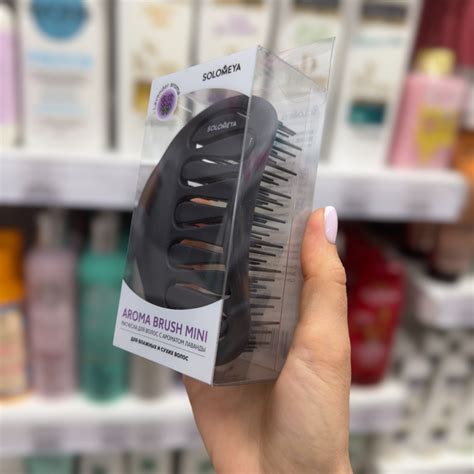 SOLOMEYA
SOLOMEYA
AROMA BRUSH MINI
РАСЧЕСКА ДЛЯ ВОЛОС С АРОМАТОМ ЛАВАНДЫ
ДЛЯ ВЛАЖНЫХ И СУХИХ ВОЛОС